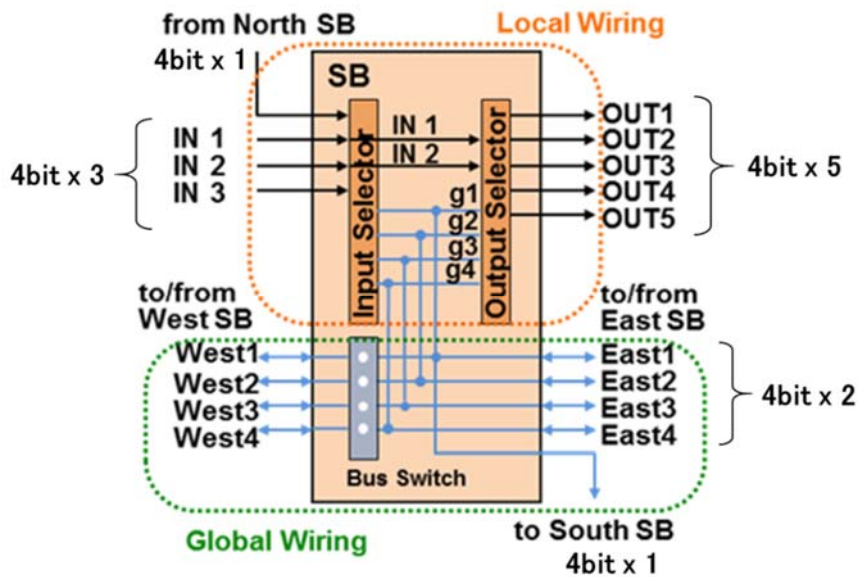 from North SB
Local Wiring
4bit x 1
SB
IN 1
IN 2
IN 3
4bit x 3
Input Selector
IN 1
IN 2
g1
g2
g3
g4
Output Selector
OUT1
OUT2
OUT3
OUT4
OUT5
4bit x 5
to/from
West SB
to/from
East SB
West1
West2
West3
West4
East1
East2
East3
East4
4bit x 2
Bus Switch
Global Wiring
to South SB
4bit x 1